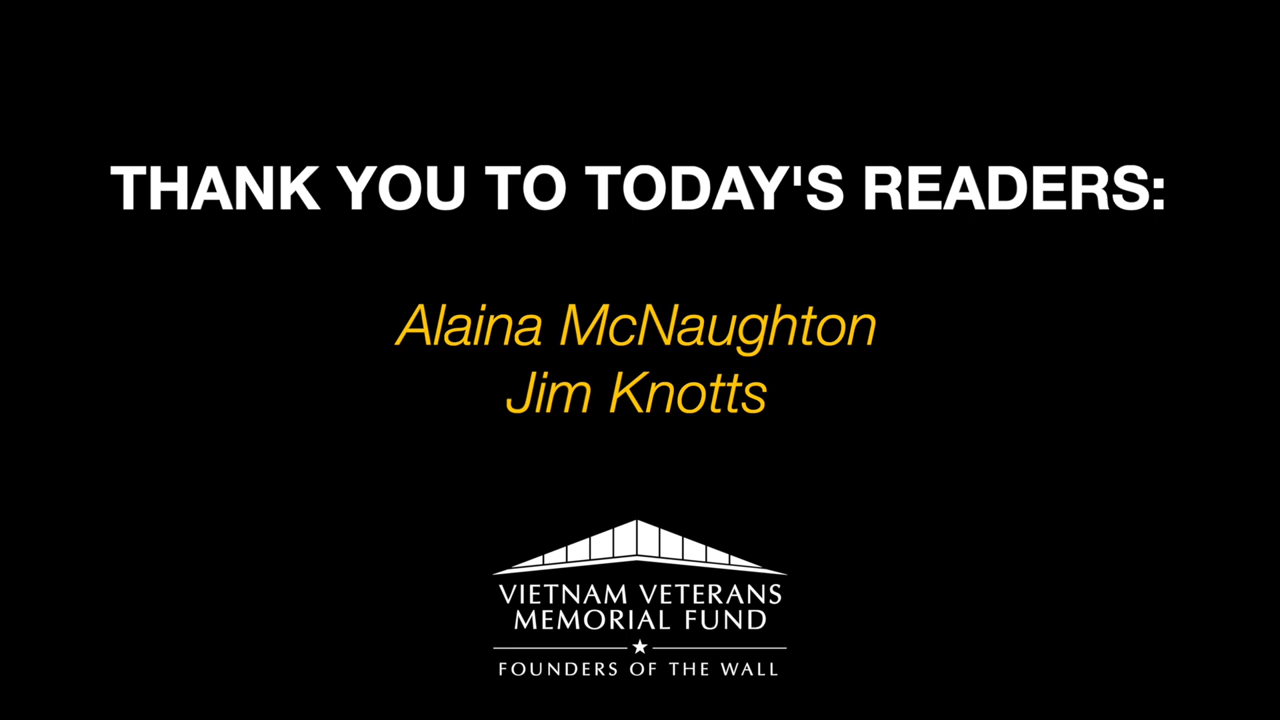 THANK YOU TO TODAY'S READERS:
Alaina McNaughton
Jim Knotts
VIETNAM VETERANS
MEMORIAL FUND
FOUNDERS OF THE WALL